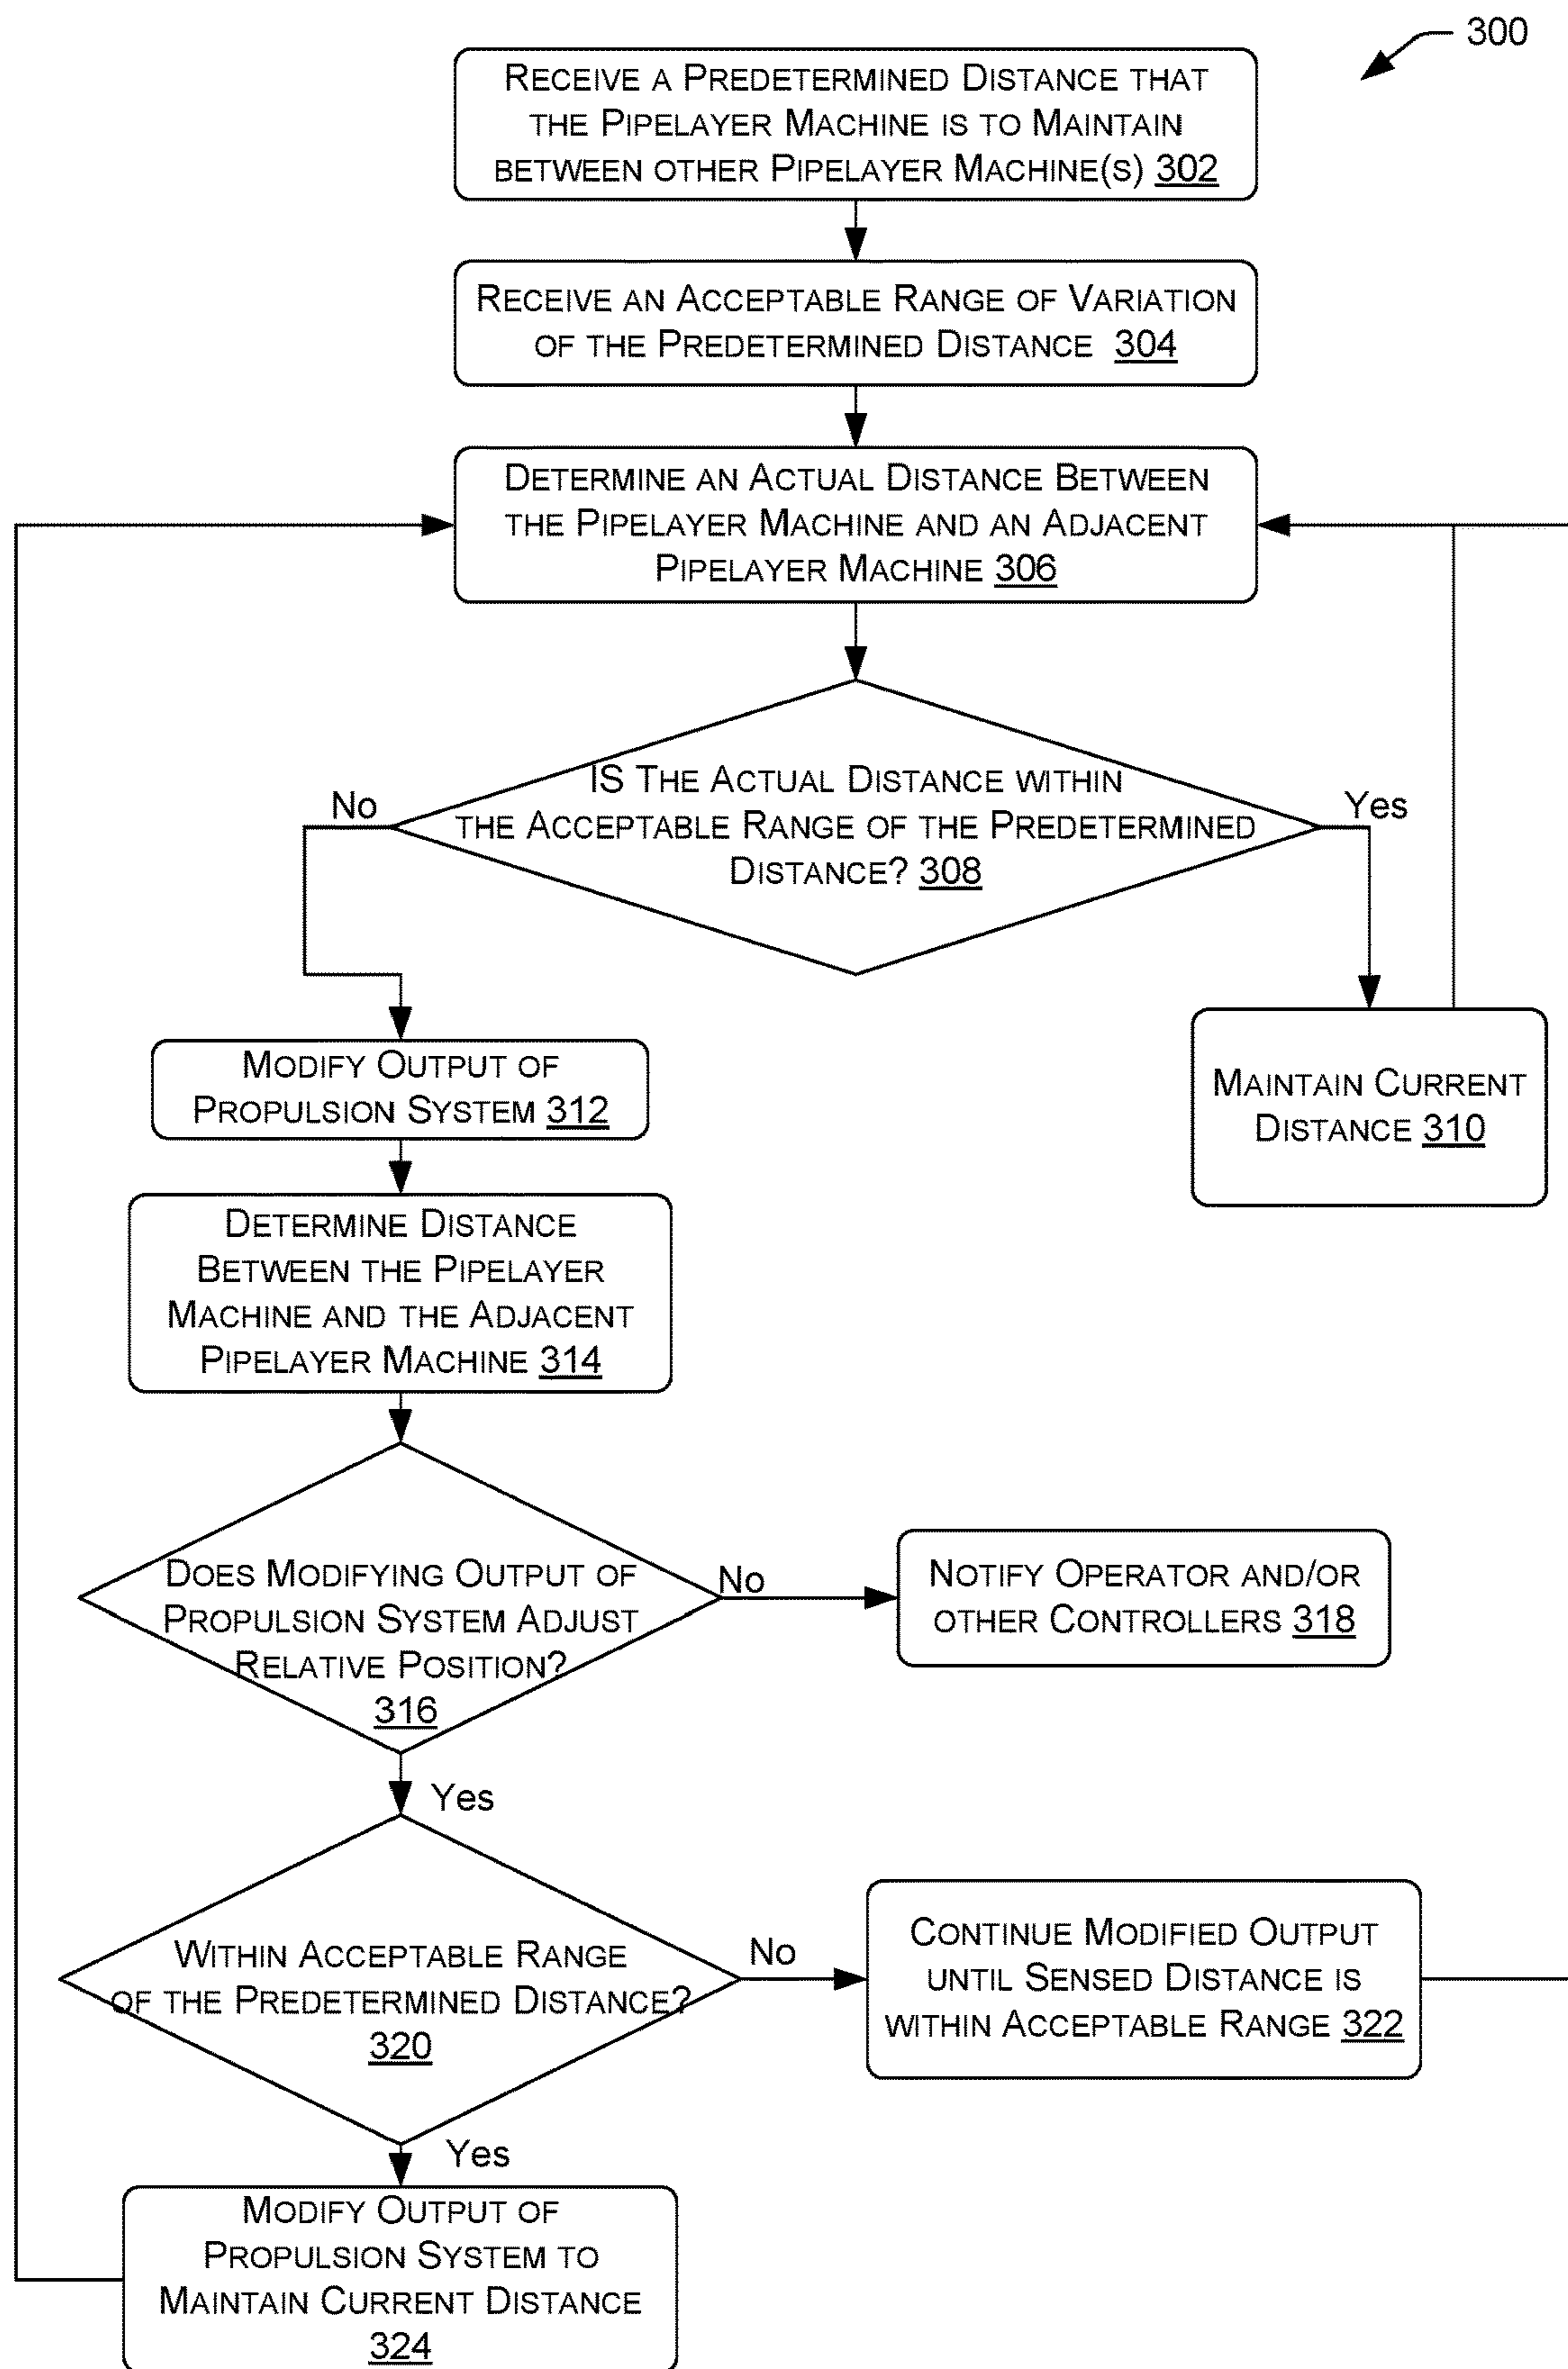 300
RECEIVE A PREDETERMINED DISTANCE THAT
THE PIPELAYER MACHINE IS TO MAINTAIN
BETWEEN OTHER PIPELAYER MACHINE(S) 302
RECEIVE AN ACCEPTABLE RANGE OF VARIATION
OF THE PREDETERMINED DISTANCE 304
DETERMINE AN ACTUAL DISTANCE BETWEEN
THE PIPELAYER MACHINE AND AN ADJACENT
PIPELAYER MACHINE 306
IS THE ACTUAL DISTANCE WITHIN
THE ACCEPTABLE RANGE OF THE PREDETERMINED
DISTANCE? 308
No
Yes
MAINTAIN CURRENT
DISTANCE 310
MODIFY OUTPUT OF
PROPULSION SYSTEM 312
DETERMINE DISTANCE
BETWEEN THE PIPELAYER
MACHINE AND THE ADJACENT
PIPELAYER MACHINE 314
DOES MODIFYING OUTPUT OF
PROPULSION SYSTEM ADJUST
RELATIVE POSITION?
316
No
NOTIFY OPERATOR AND/OR
OTHER CONTROLLERS 318
Yes
WITHIN ACCEPTABLE RANGE
OF THE PREDETERMINED DISTANCE?
320
No
CONTINUE MODIFIED OUTPUT
UNTIL SENSED DISTANCE IS
WITHIN ACCEPTABLE RANGE 322
Yes
MODIFY OUTPUT OF
PROPULSION SYSTEM TO
MAINTAIN CURRENT DISTANCE
324